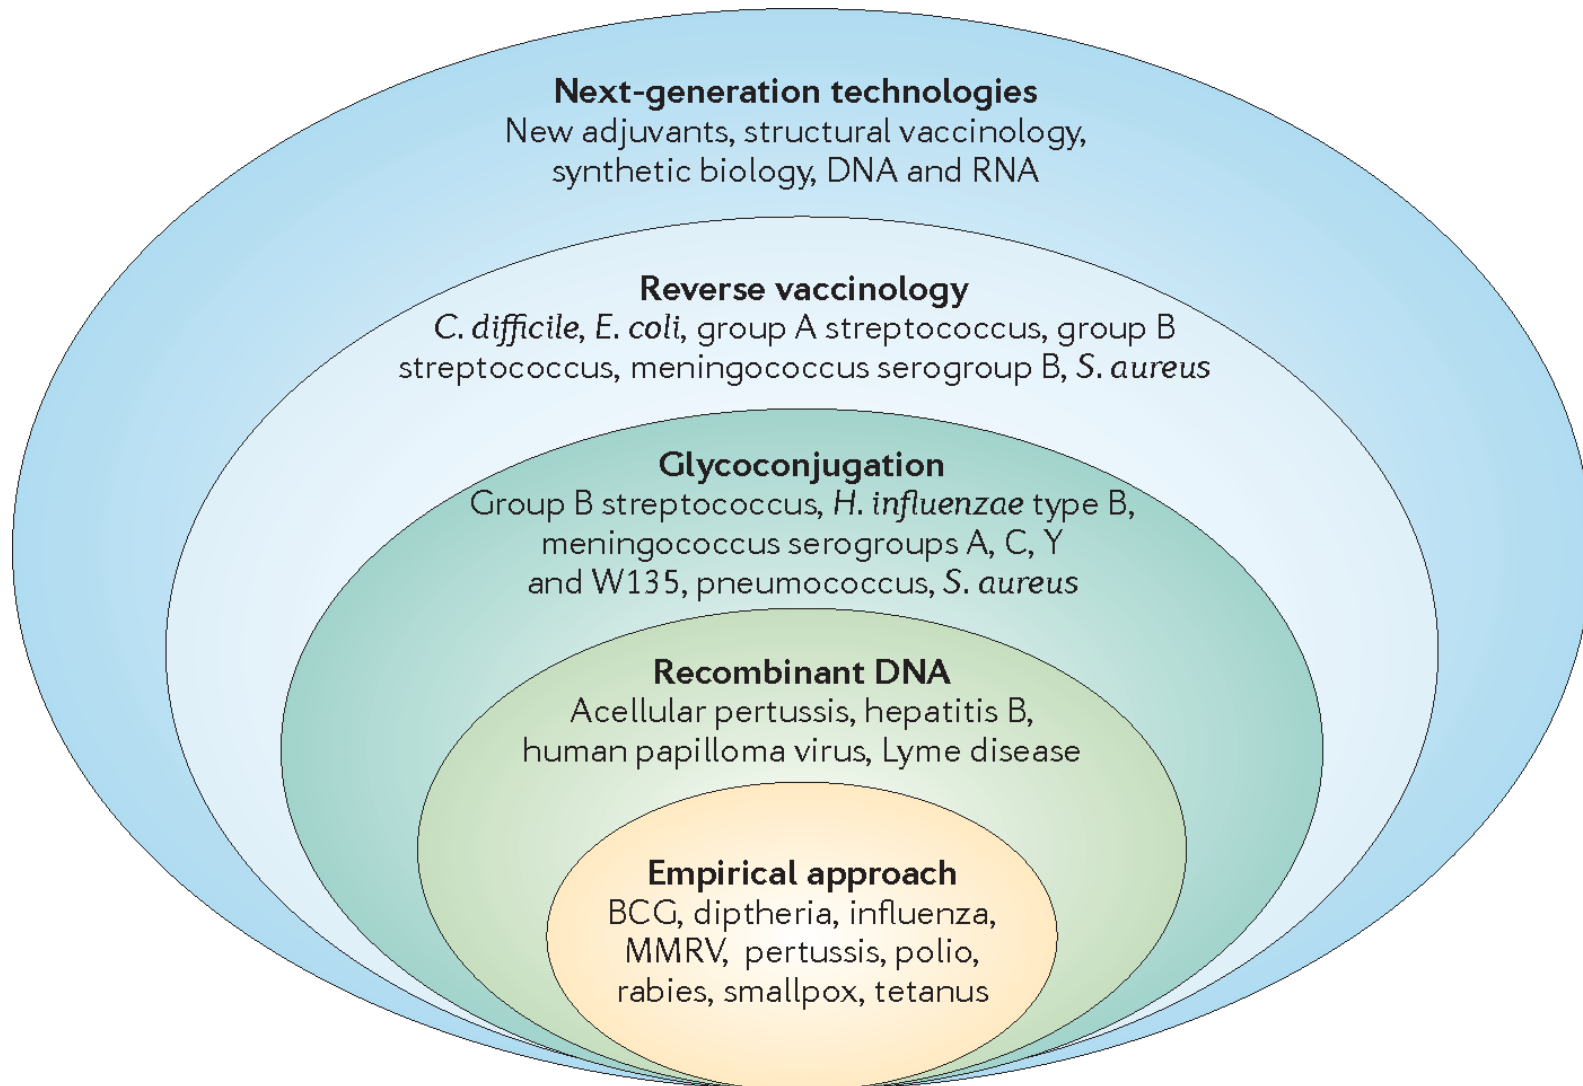 Next-generation technologies
New adjuvants, structural vaccinology,
synthetic biology, DNA and RNA
Reverse vaccinology
C. difficile, E. coli, group A streptococcus, group B
streptococcus, meningococcus serogroup B, S. aureus
Glycoconjugation
Group B streptococcus, H. influenzae type B,
meningococcus serogroups A, C, Y
and W135, pneumococcus, S. aureus
Recombinant DNA
Acellular pertussis, hepatitis B,
human papilloma virus, Lyme disease
Empirical approach
BCG, diptheria, influenza,
MMRV, pertussis, polio,
rabies, smallpox, tetanus